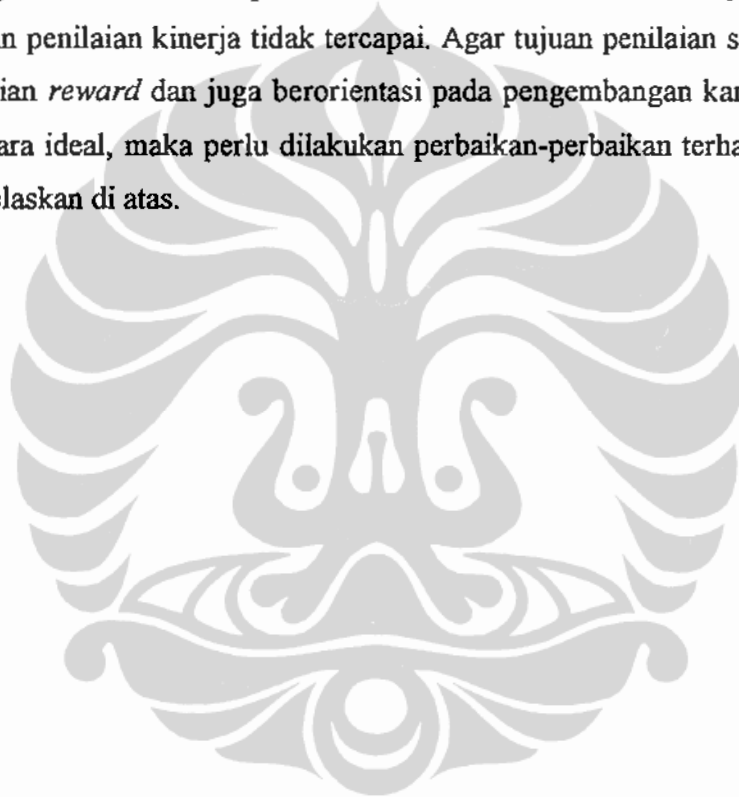 n penilaian kinerja tidak tercapai. Agar tujuan penilaian s
ian reward dan juga berorientasi pada pengembangan kar
ara ideal, maka perlu dilakukan perbaikan-perbaikan terha
elaskan di atas.